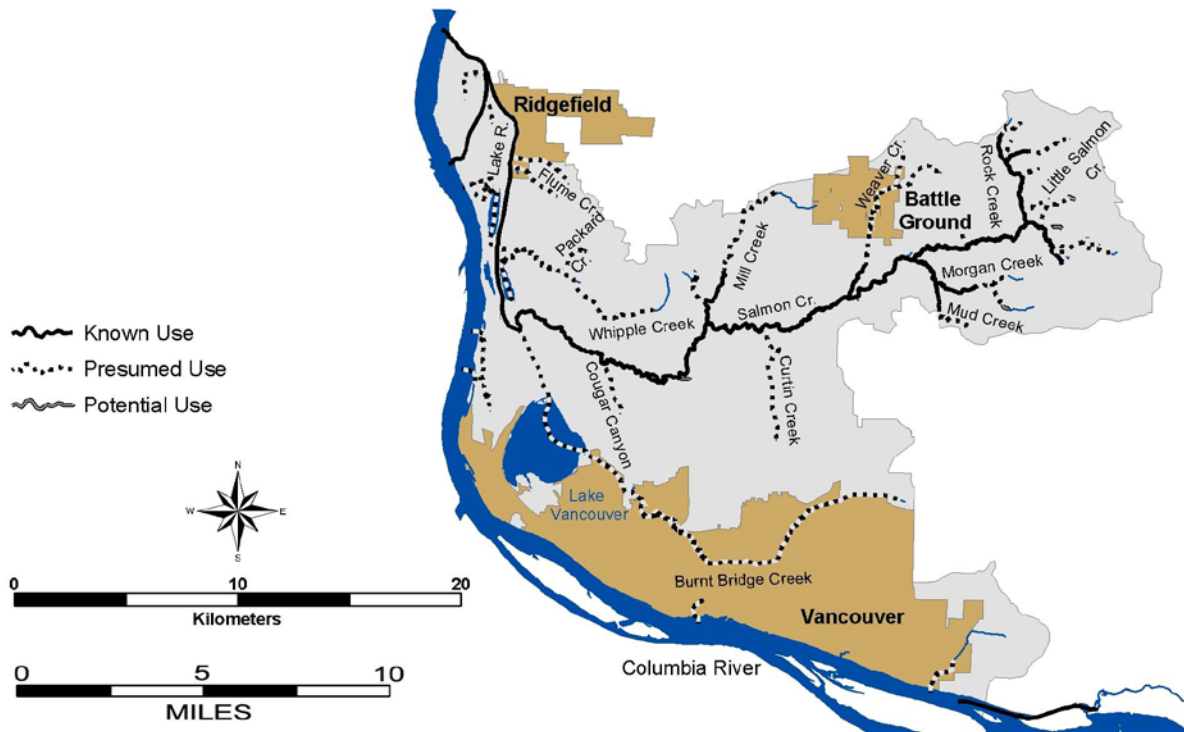 Ridgefield
Lake R.
Flume Cr.
Packard
Cr.
Weaver Cr.
Battle
Ground
Rock Creek
Little Salmon
Cr.
Mill Creek
Morgan Creek
Salmon Cr.
Mud Creek
Whipple Creek
Known Use
Presumed Use
Potential Use
Cougar Canyon
Curtin Creek
N
W
E
S
Lake
Vancouver
0
10
20
Kilometers
Burnt Bridge Creek
Vancouver
Columbia River
0
5
10
MILES